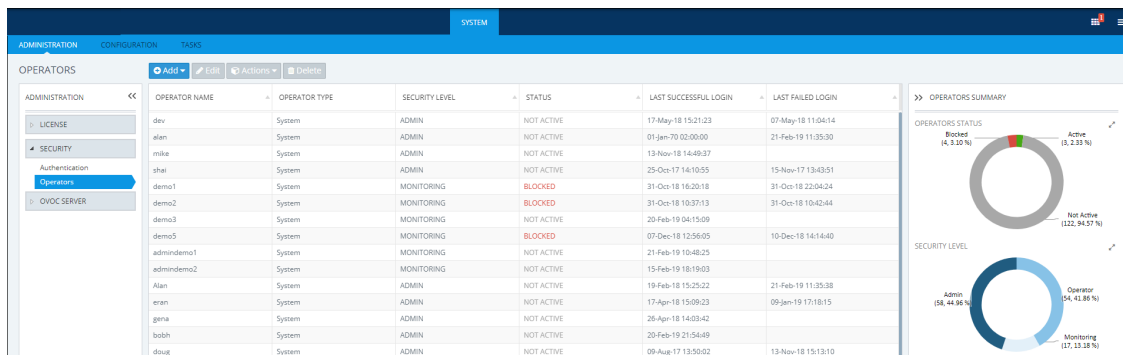 SYSTEM
1
ADMINISTRATION CONFIGURATION TASKS
OPERATORS
Add Edit Actions Delete
ADMINISTRATION <<
LICENSE
SECURITY
Authentication
Operators
OVOC SERVER
OPERATOR NAME OPERATOR TYPE SECURITY LEVEL STATUS LAST SUCCESSFUL LOGIN LAST FAILED LOGIN
dev System ADMIN NOT ACTIVE 17-May-18 15:21:23 07-May-18 11:04:14
alan System ADMIN NOT ACTIVE 01-Jan-70 02:00:00 21-Feb-19 11:35:30
mike System ADMIN NOT ACTIVE 13-Nov-18 14:49:37
shai System ADMIN NOT ACTIVE 25-Oct-17 14:10:55 15-Nov-17 13:43:51
demo1 System MONITORING BLOCKED 31-Oct-18 16:20:18 31-Oct-18 22:04:24
demo2 System MONITORING BLOCKED 31-Oct-18 10:37:13 31-Oct-18 10:42:44
demo3 System MONITORING NOT ACTIVE 20-Feb-19 04:15:09
demo5 System MONITORING BLOCKED 07-Dec-18 12:56:05 10-Dec-18 14:14:40
admindemo1 System MONITORING NOT ACTIVE 21-Feb-19 10:48:25
admindemo2 System MONITORING NOT ACTIVE 15-Feb-19 18:19:03
Alan System ADMIN NOT ACTIVE 19-Feb-18 15:25:22 21-Feb-19 11:35:38
eran System ADMIN NOT ACTIVE 17-Apr-18 15:09:23 09-Jan-19 17:18:15
gena System ADMIN NOT ACTIVE 26-Apr-18 14:03:42
bobh System ADMIN NOT ACTIVE 20-Feb-19 21:54:49
doug System ADMIN NOT ACTIVE 09-Aug-17 13:50:02 13-Nov-18 15:13:10
>> OPERATORS SUMMARY
OPERATORS STATUS
Blocked
(4, 3.10 %)
Active
(3, 2.33 %)
Not Active
(122, 94.57 %)
SECURITY LEVEL
Admin
(58, 44.96 %)
Operator
(54, 41.86 %)
Monitoring
(17, 13.18 %)